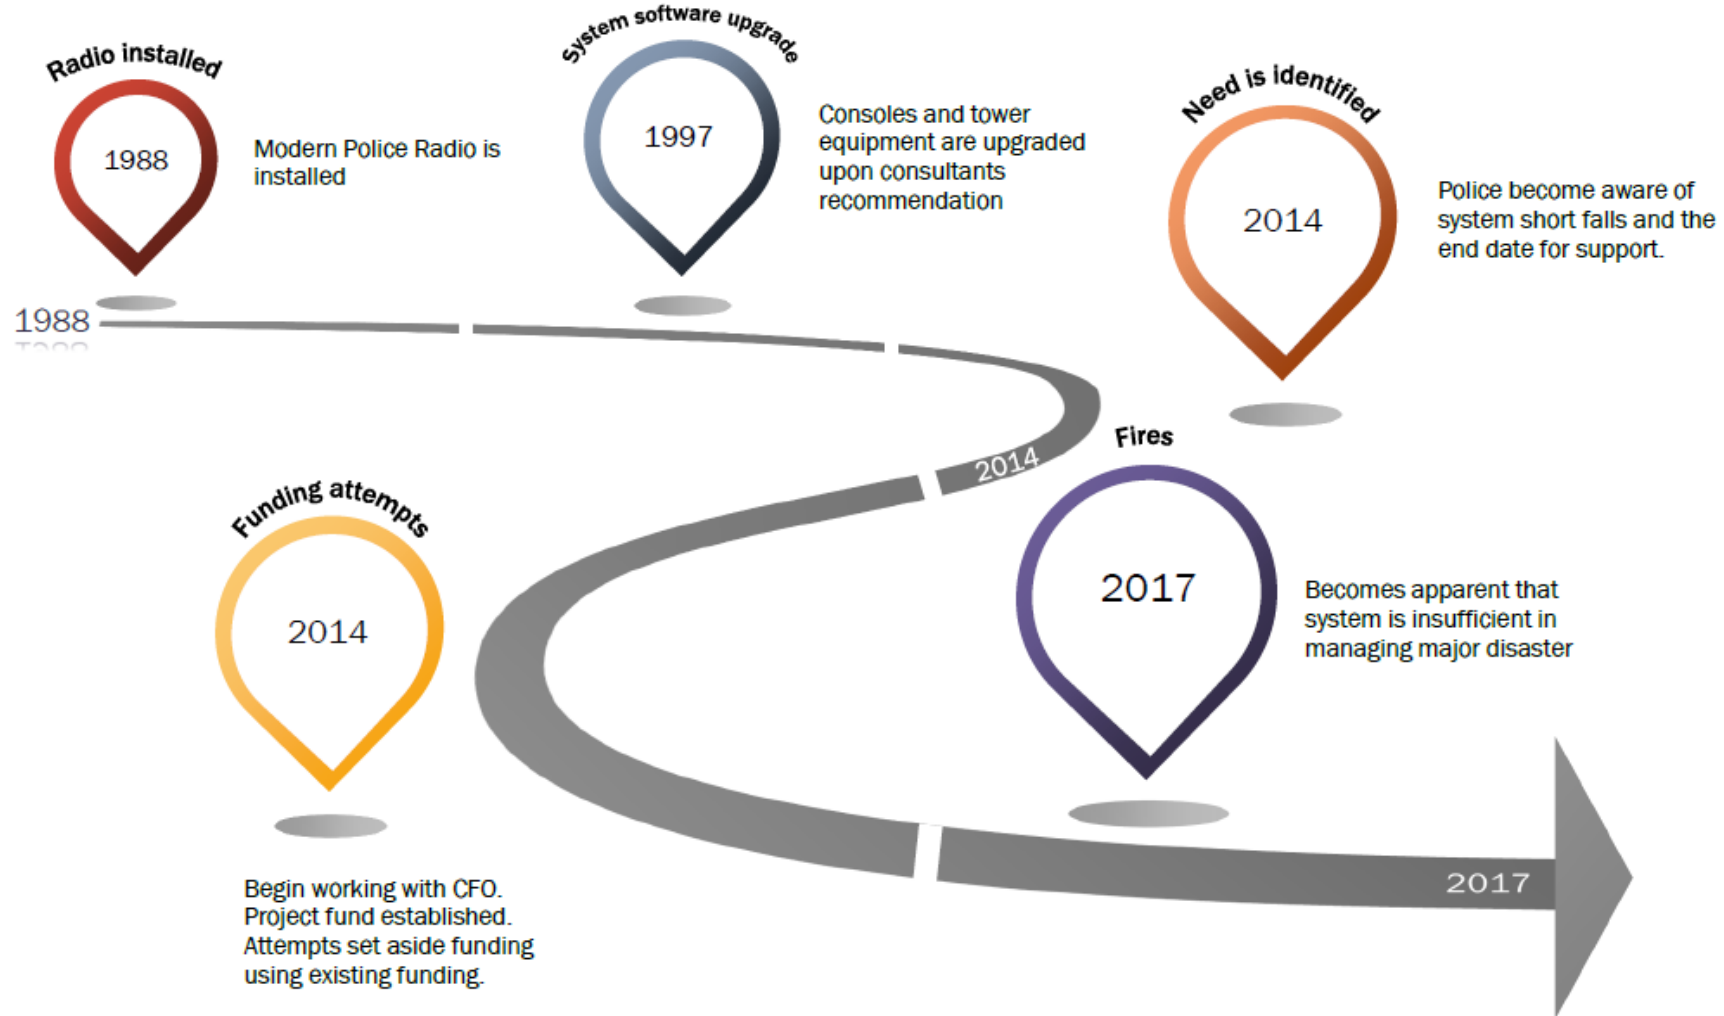 Radio installed
1988
Modern Police Radio is
installed
System software upgrade
1997
Consoles and tower
equipment are upgraded
upon consultants
recommendation
Need is identified
2014
Police become aware of
system short falls and the
end date for support.
1988
2014
Funding attempts
2014
Begin working with CFO.
Project fund established.
Attempts set aside funding
using existing funding.
Fires
2017
Becomes apparent that
system is insufficient in
managing major disaster
2017